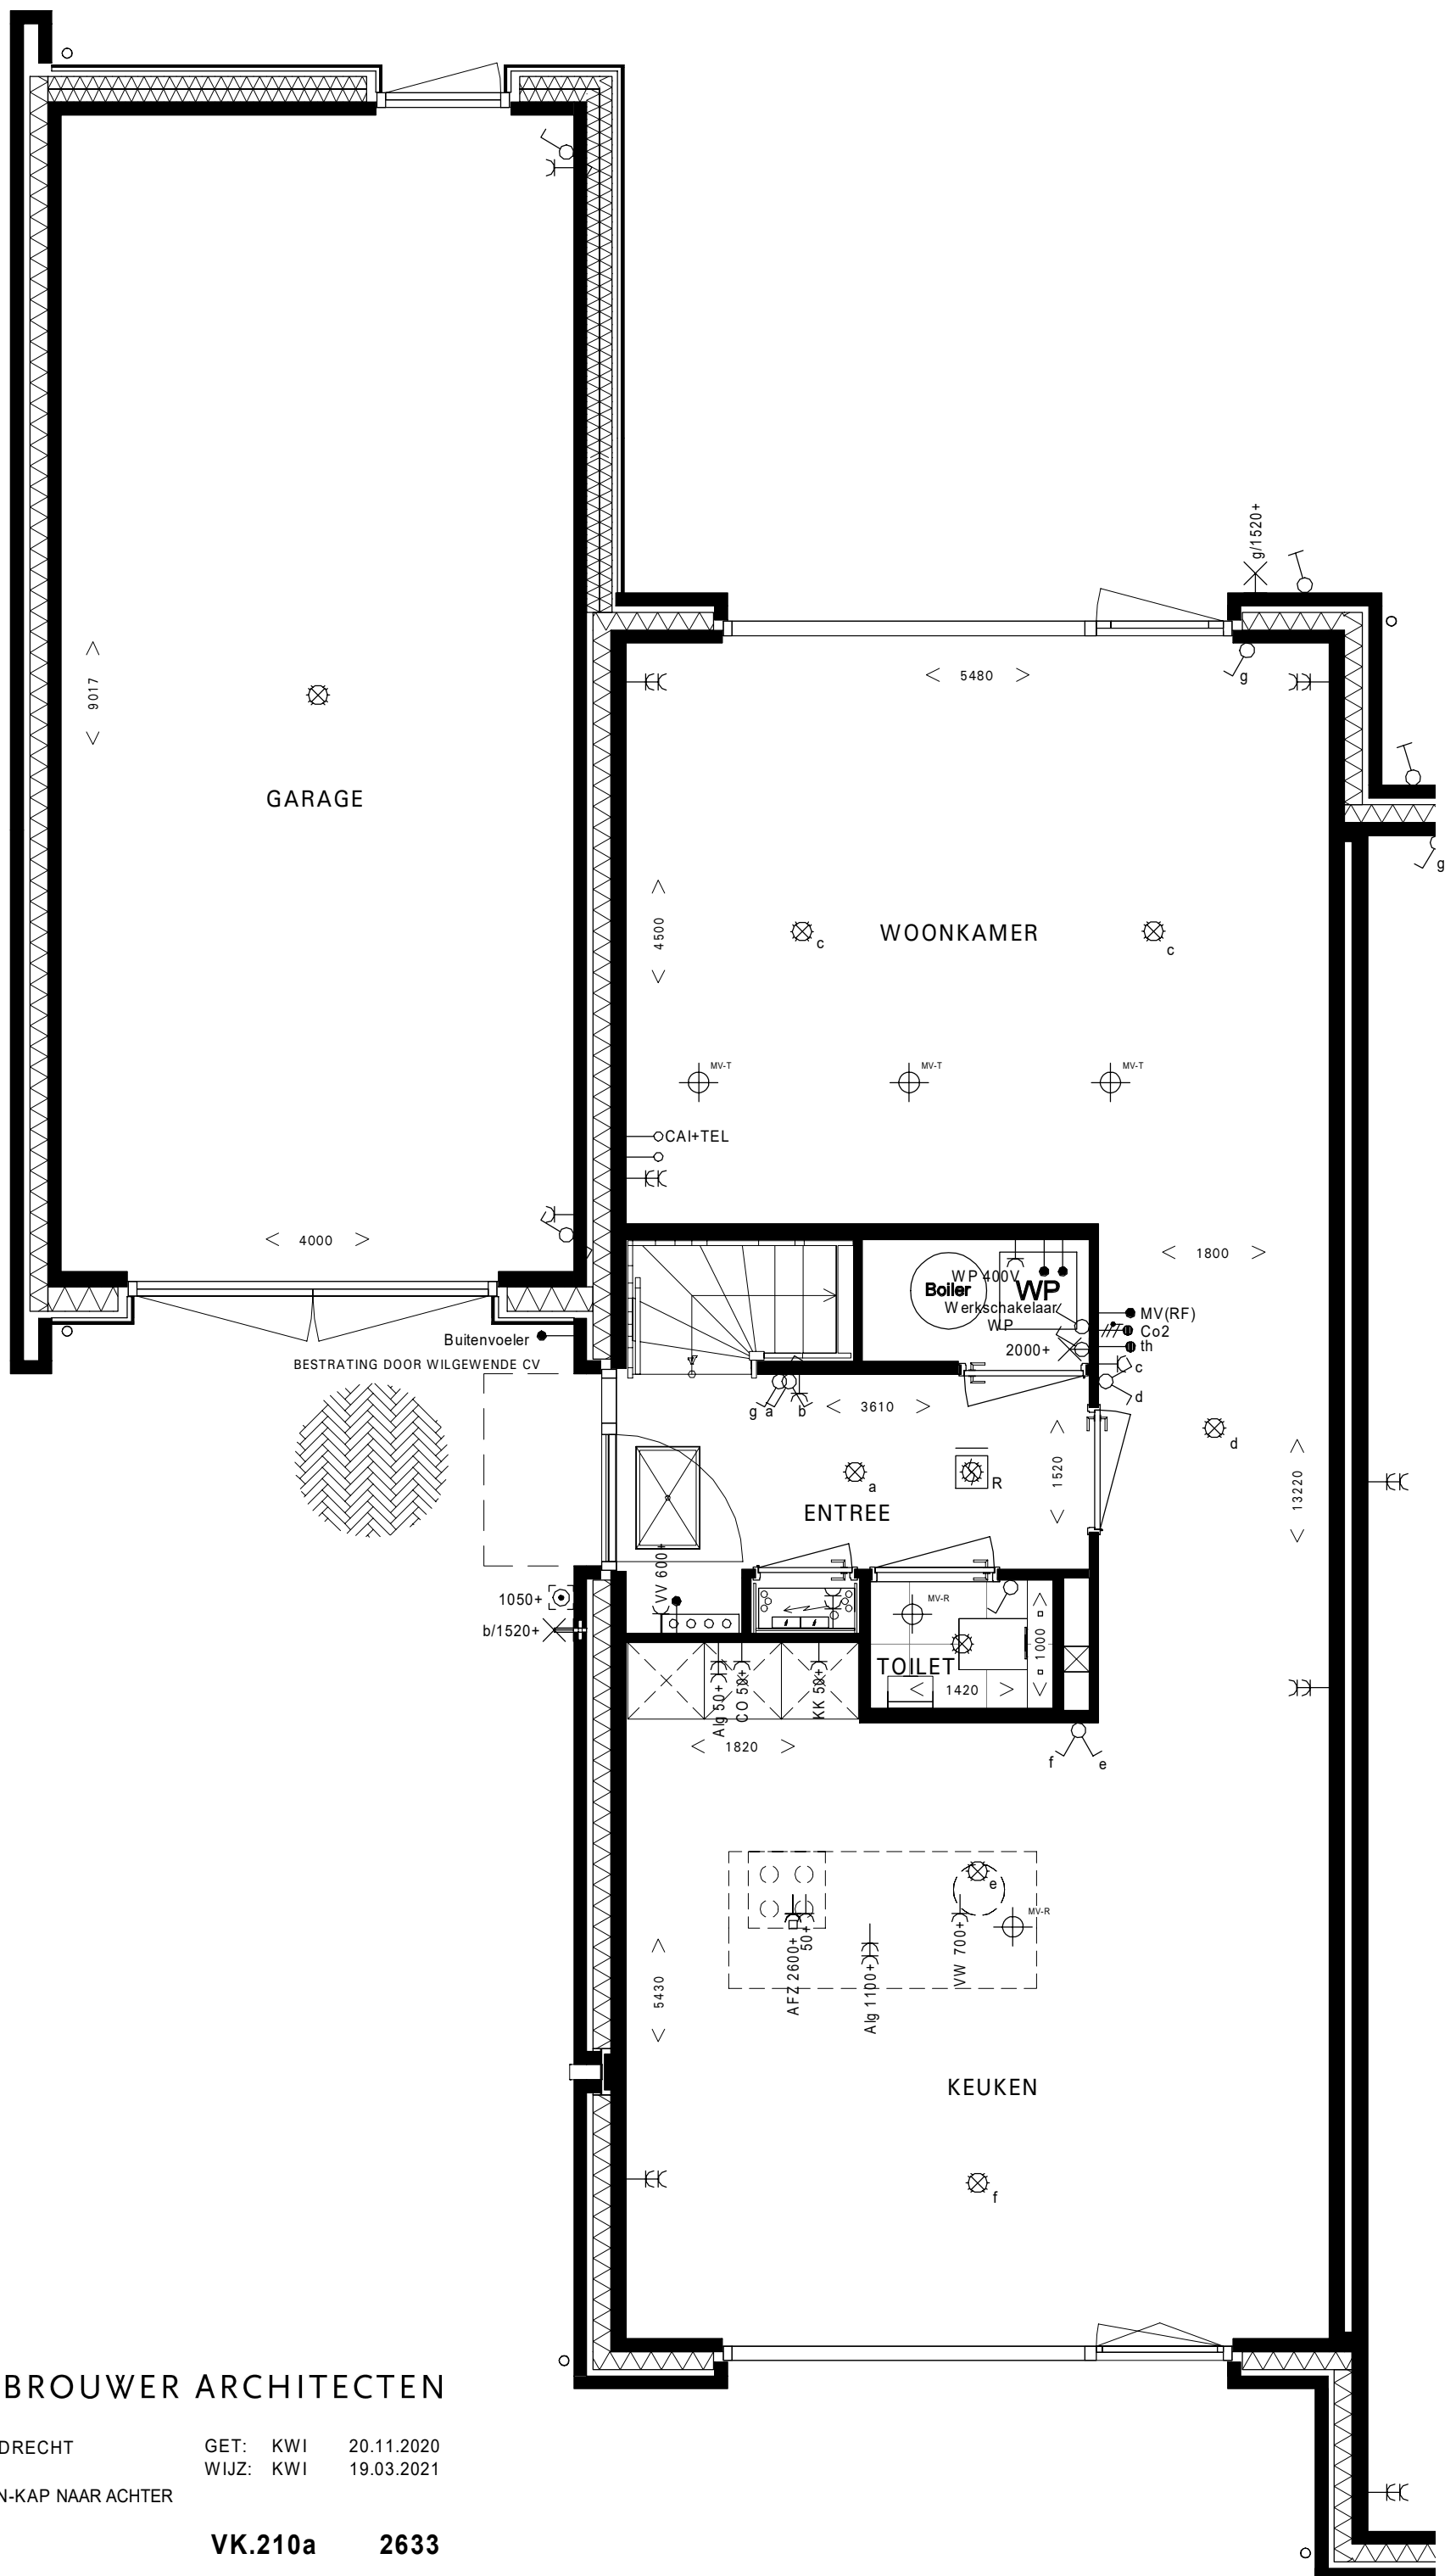 g/1520+
5480
g
9017
GARAGE
g
4500
c
WOONKAMER
c
MV-T
MV-T
MV-T
CAI+TEL
4000
1800
WP 400V
Boiler
WP
Werkschakelaar
WP
MV(RF)
Co2
th
2000+
Buitenvoeler
BESTRATING DOOR WILGEWENDE CV
c
d
g a
b
3610
d
a
R
1520
13220
ENTREE
VV 600+
1050+
b/1520+
MV-R
TOILET
1000
1420
Alg 50+
CO 50+
KK 50+
1820
f
e
e
MV-R
AFZ 2600+
50+
Alg 1100+
VW 700+
5430
KEUKEN
f
BROUWER ARCHITECTEN
DRECHT
GET: KWI 20.11.2020
WIJZ: KWI 19.03.2021
N-KAP NAAR ACHTER
VK.210a 2633